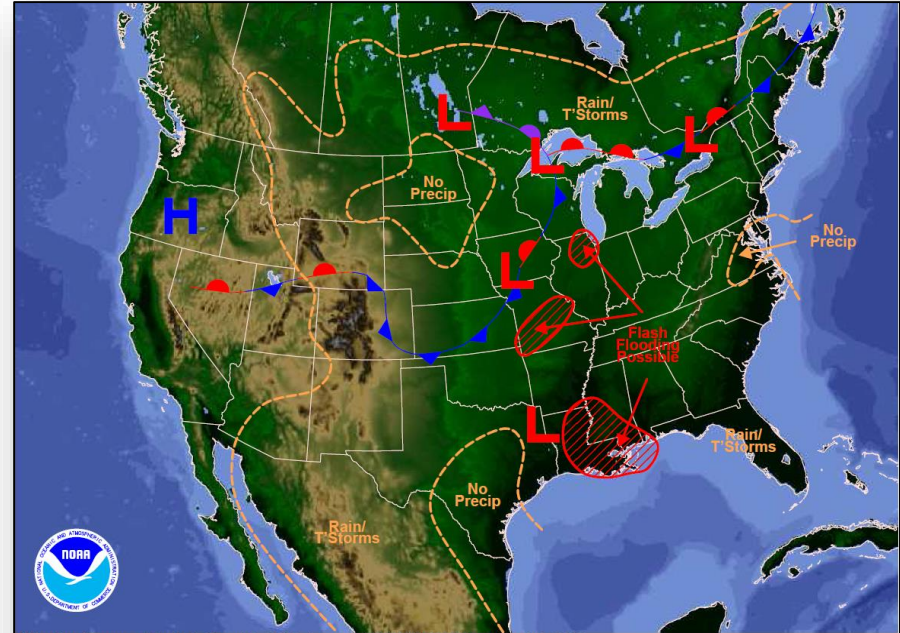 Rain/
T'Storms
L
L
L
No
Precip
H
No
Precip
L
Flash
Flooding
Possible
L
Rain/
T'Storms
No
Precip
Rain/
T'Storms
NATIONAL OCEANIC AND ATMOSPHERIC ADMINISTRATION
NOAA
U.S. DEPARTMENT OF COMMERCE